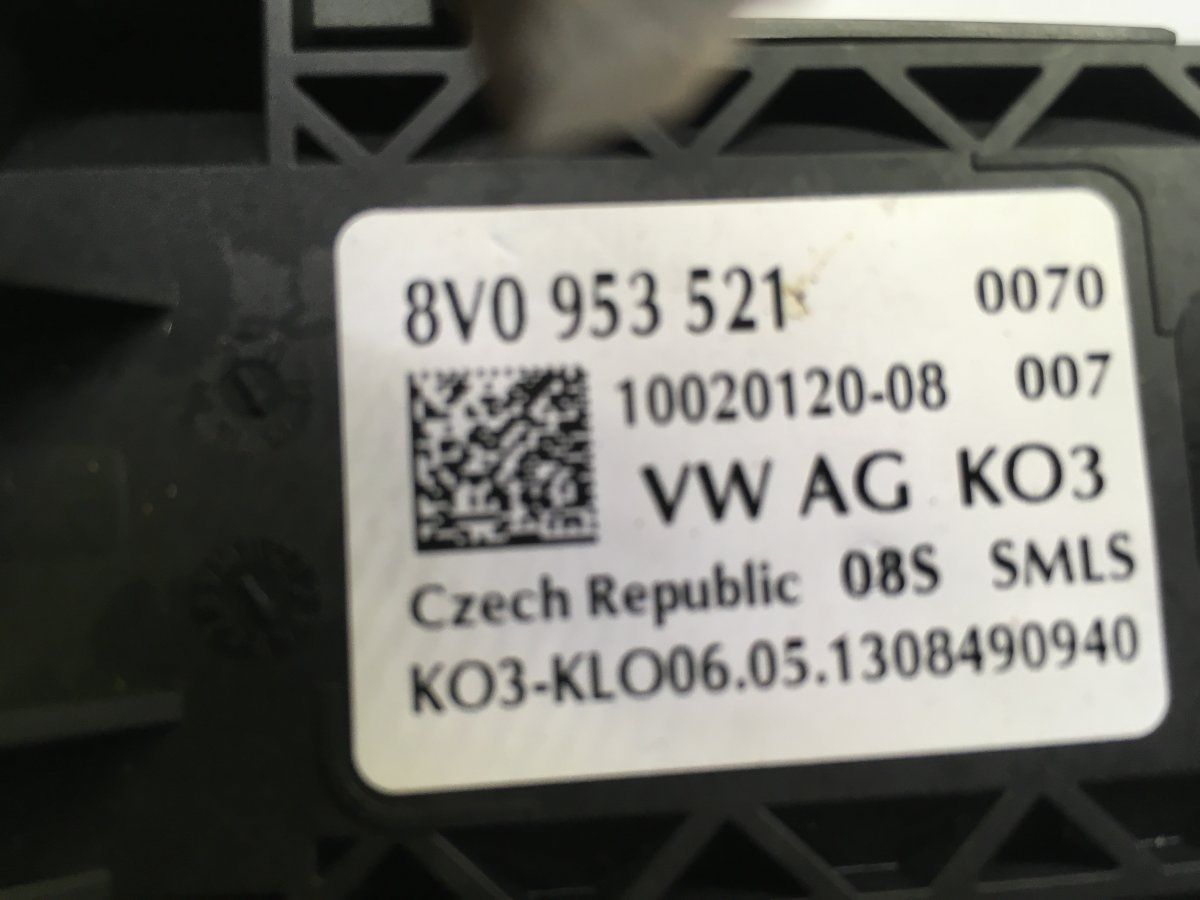 8V0 953 521 0070
10020120-08 007
VW AG KO3
Czech Republic 08S SMLS
KO3-KLO06.05.1308490940